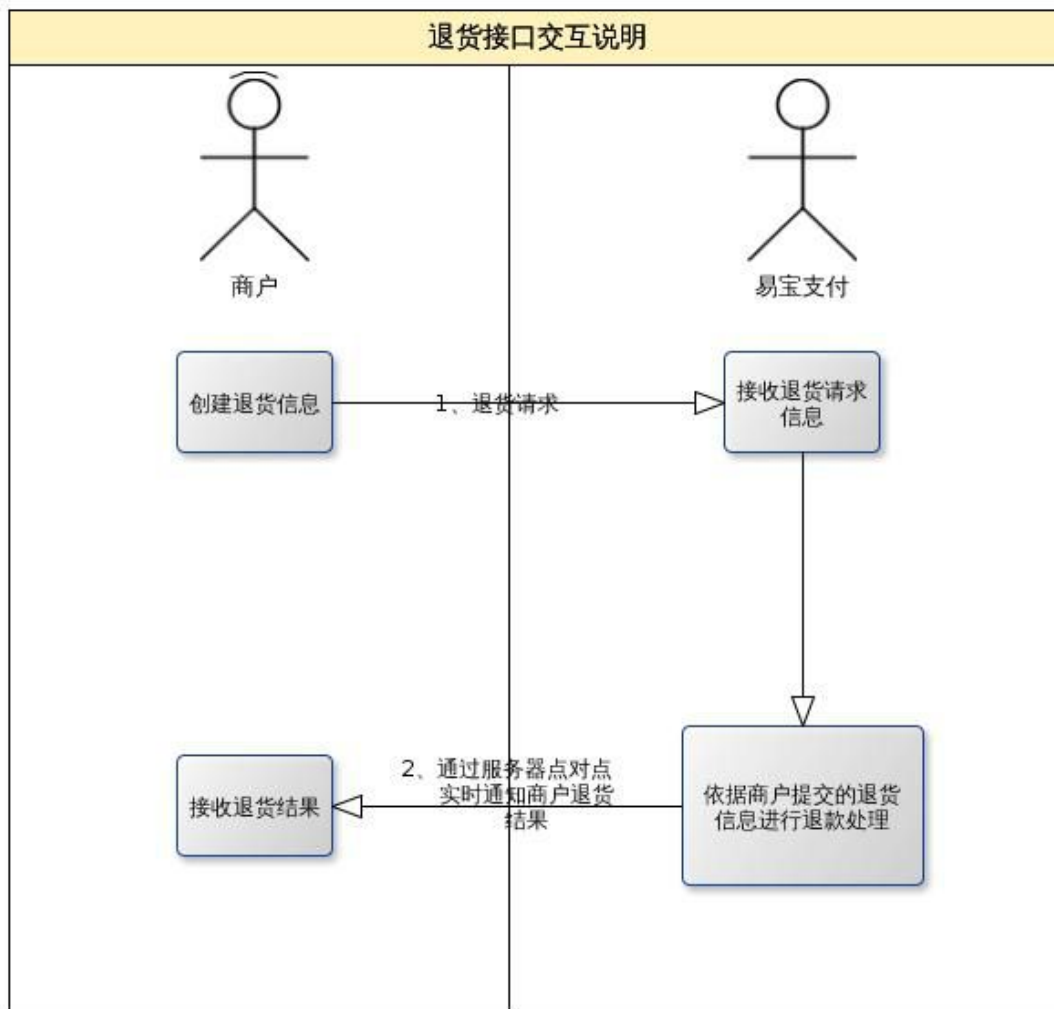 退货接口交互说明
商户
易宝支付
创建退货信息
1、退货请求
接收退货请求
信息
接收退货结果
2、通过服务器点对点
实时通知商户退货
结果
依据商户提交的退货
信息进行退款处理